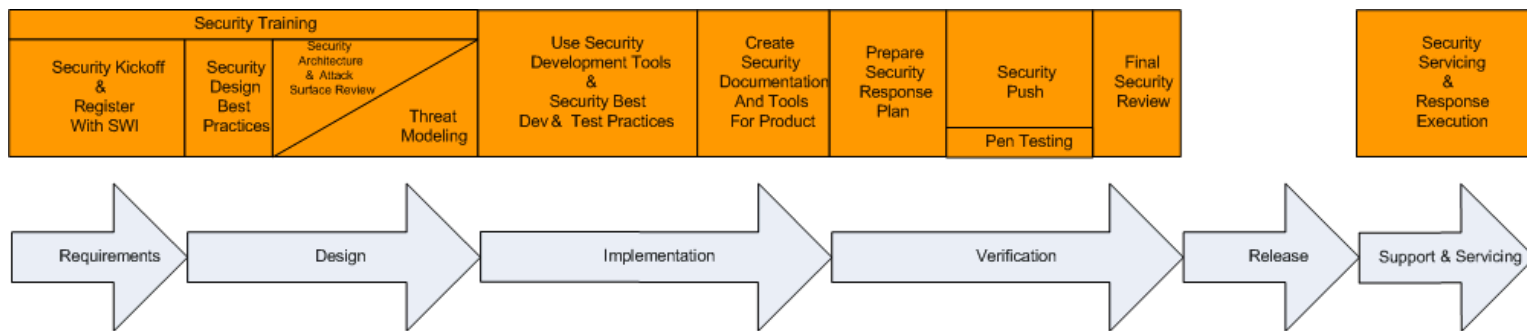 Security Training
Security Kickoff
&
Register
With SWI
Security
Design
Best
Practices
Security
Architecture
& Attack
Surface Review
Threat
Modeling
Use Security
Development Tools
&
Security Best
Dev & Test Practices
Create
Security
Documentation
And Tools
For Product
Prepare
Security
Response
Plan
Security
Push
Pen Testing
Final
Security
Review
Security
Servicing
&
Response
Execution
Requirements
Design
Implementation
Verification
Release
Support & Servicing